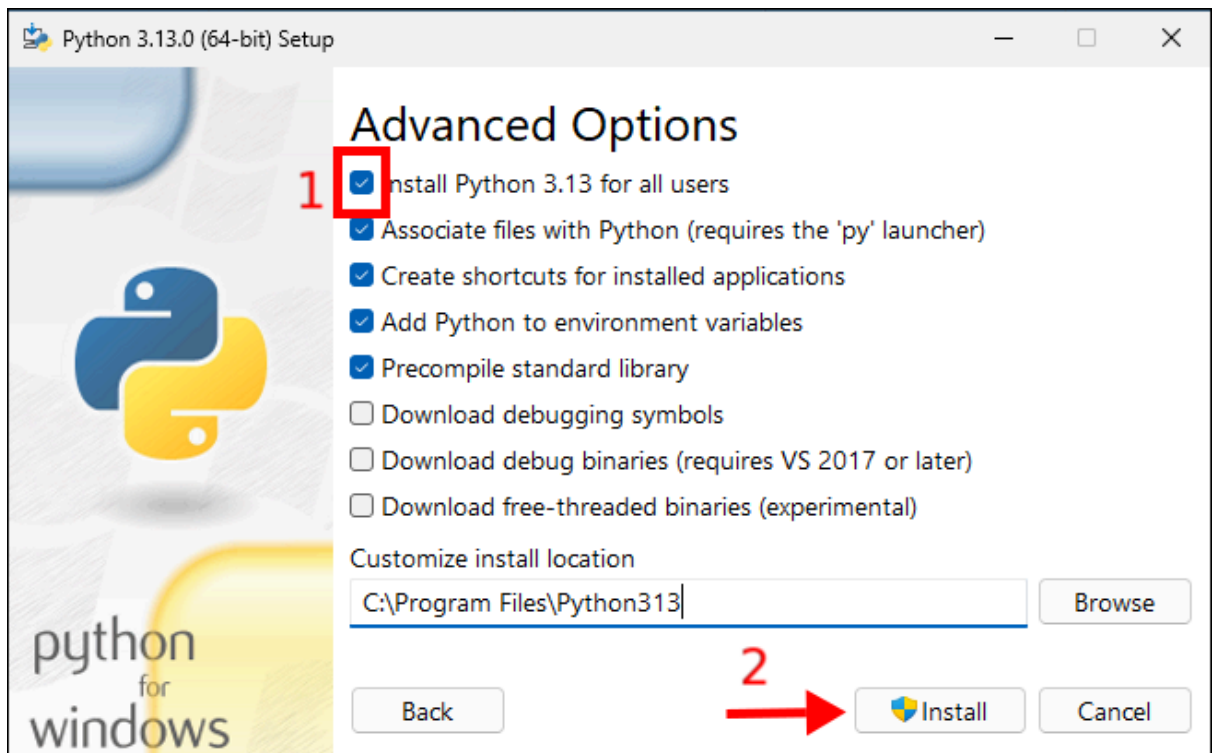 Python 3.13.0 (64-bit) Setup
Advanced Options
1
Install Python 3.13 for all users
Associate files with Python (requires the 'py' launcher)
Create shortcuts for installed applications
Add Python to environment variables
Precompile standard library
Download debugging symbols
Download debug binaries (requires VS 2017 or later)
Download free-threaded binaries (experimental)
Customize install location
C:\Program Files\Python313
Browse
python
for
windows
2
Back
Install
Cancel